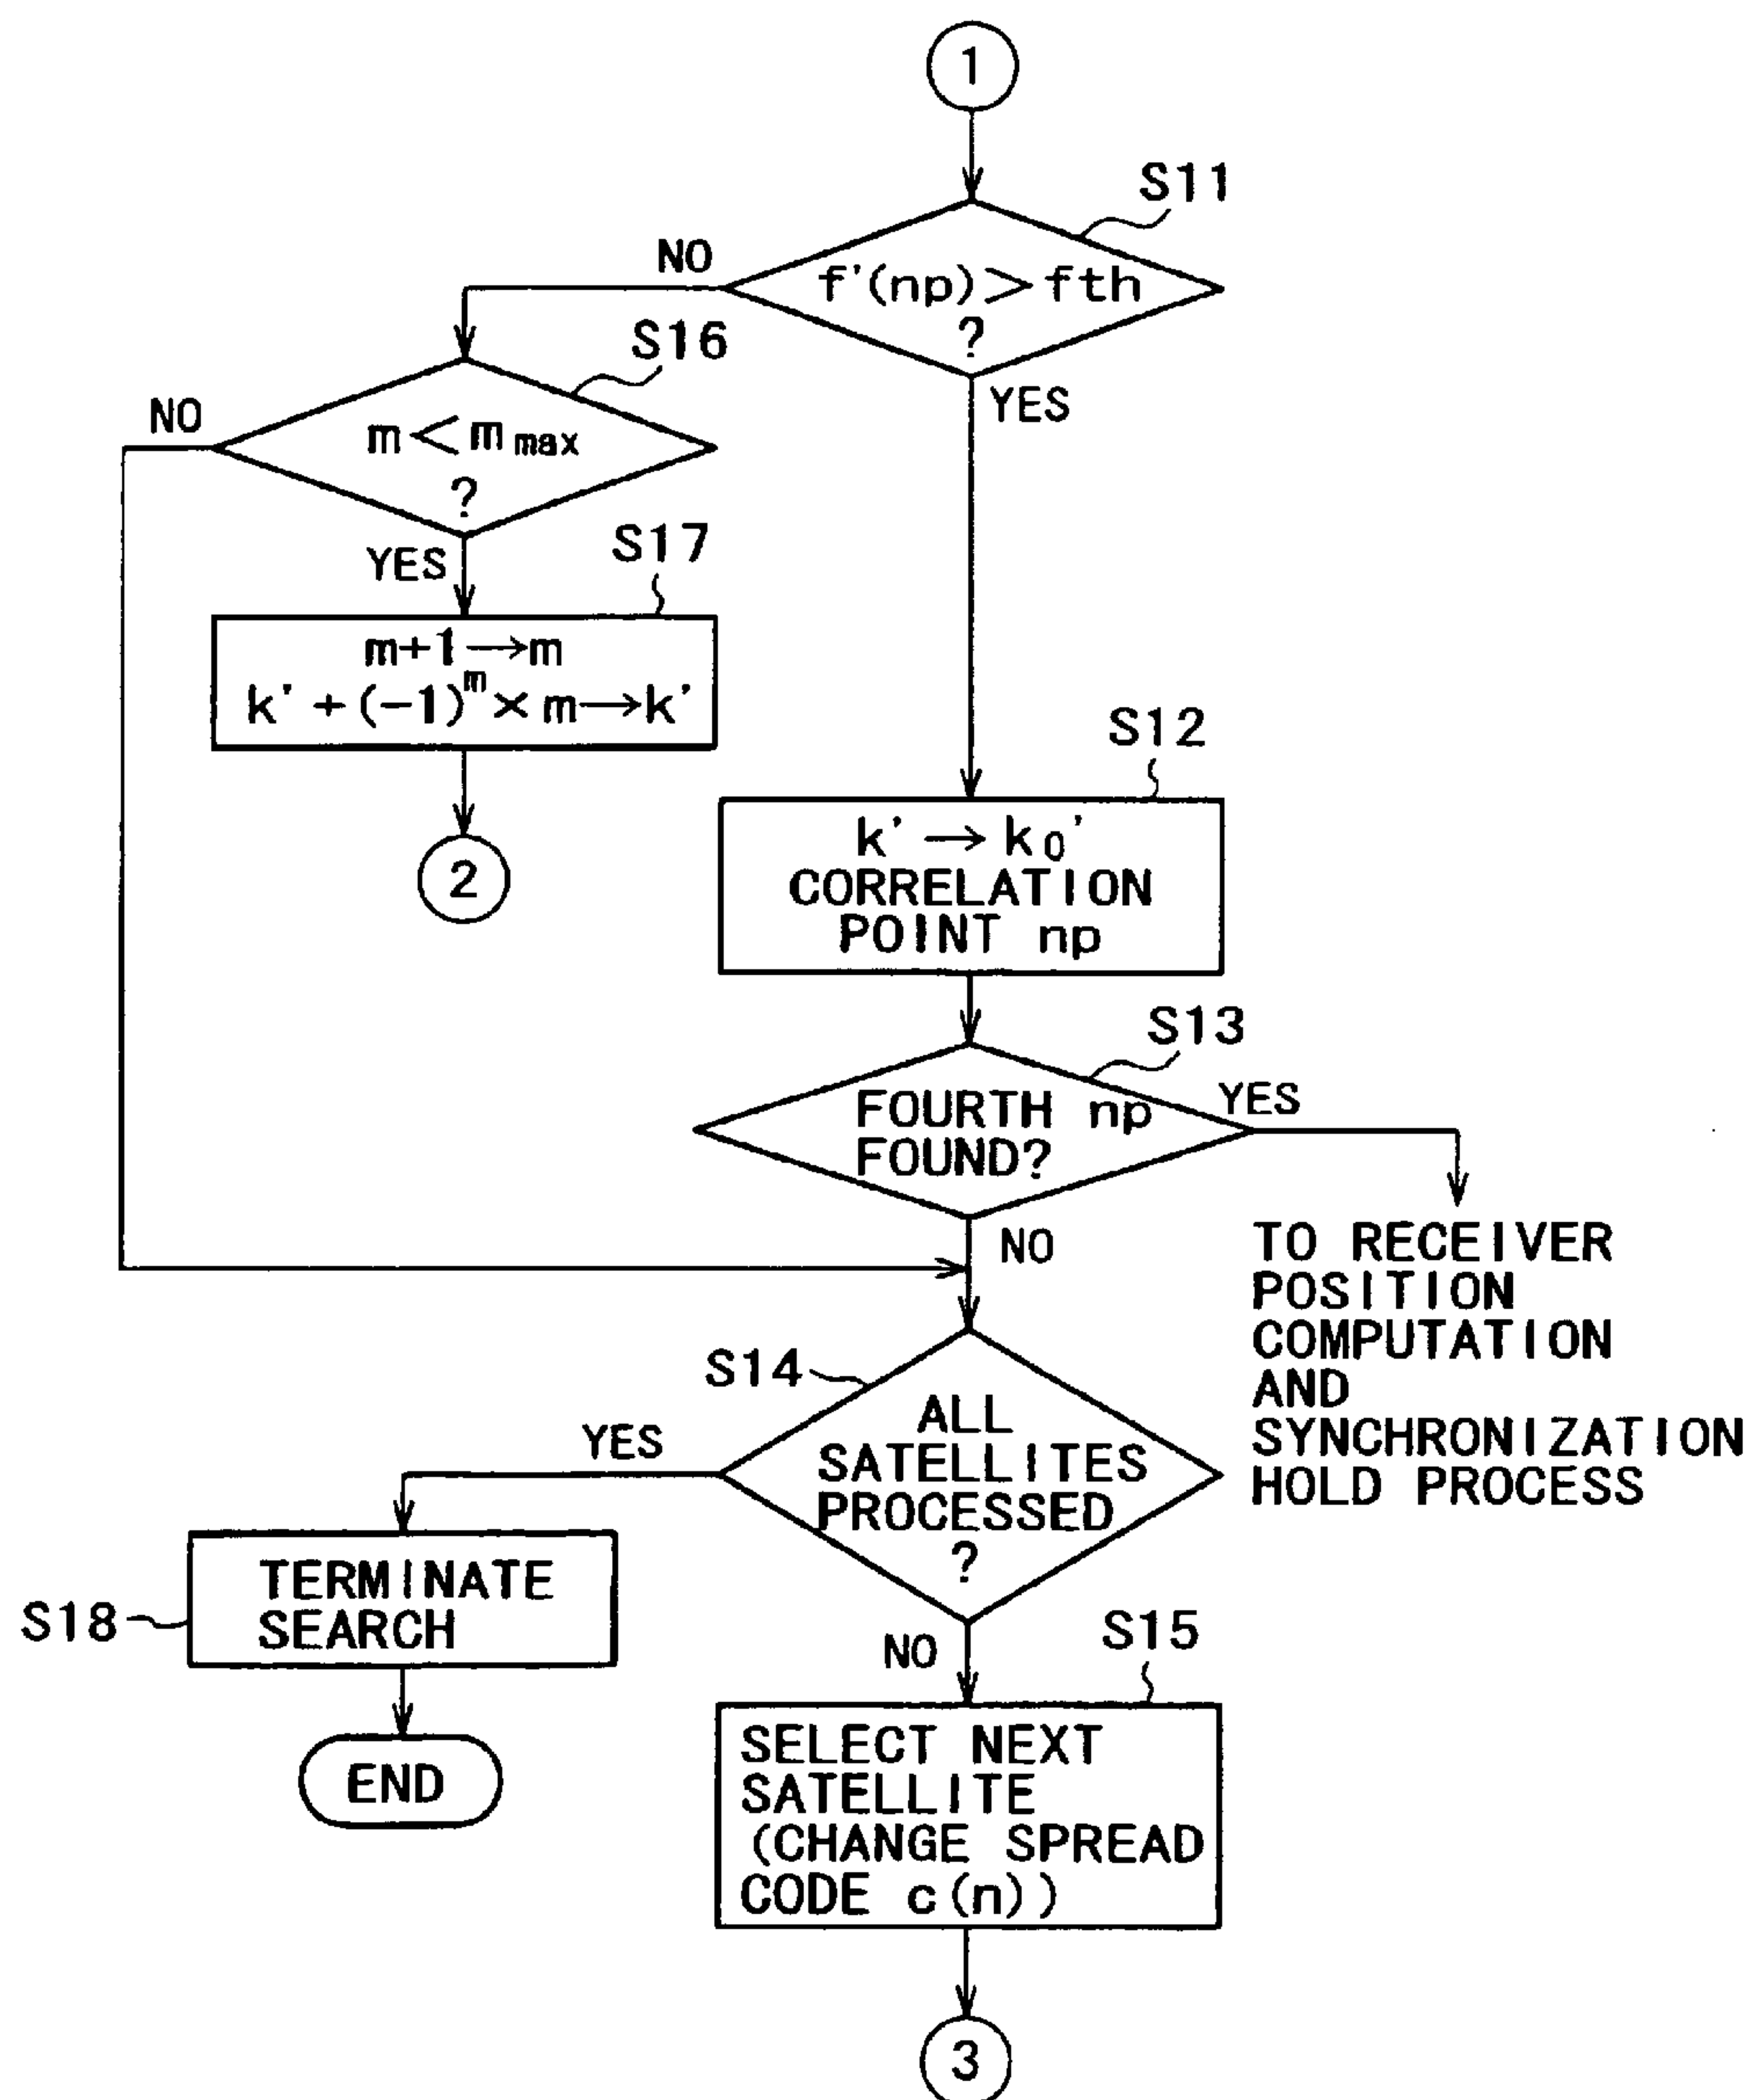 1
S11
NO
f'(np)>fth
?
YES
S16
NO
m<m max
?
YES
S17
m+1→m
k'+(-1)^m×m→k'
2
S12
k'→k0'
CORRELATION
POINT np
S13
FOURTH np
FOUND?
YES
NO
TO RECEIVER
POSITION
COMPUTATION
AND
SYNCHRONIZATION
HOLD PROCESS
S14
ALL
SATELLITES
PROCESSED
?
YES
S18
TERMINATE
SEARCH
END
NO
S15
SELECT NEXT
SATELLITE
(CHANGE SPREAD
CODE c(n))
3